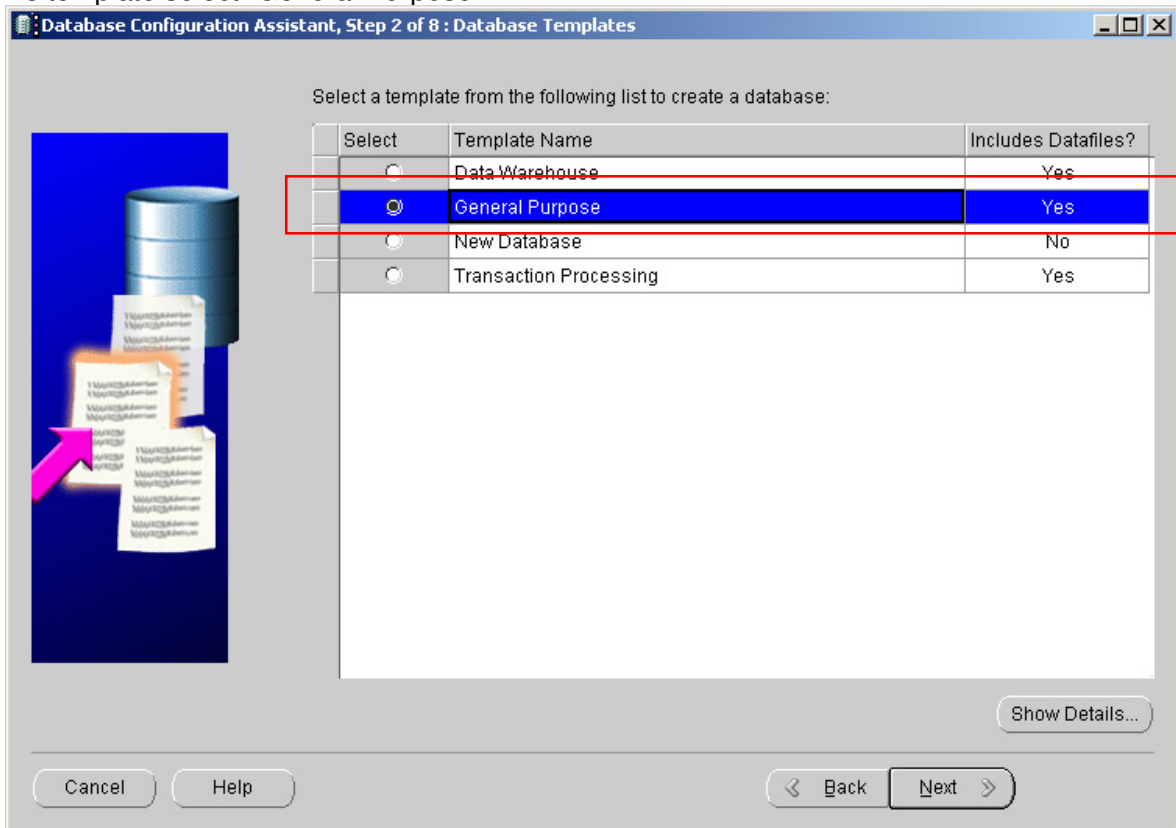 Database Configuration Assistant, Step 2 of 8 : Database Templates
Select a template from the following list to create a database:
Select Template Name Includes Datafiles?
Data Warehouse Yes
General Purpose Yes
New Database No
Transaction Processing Yes
Show Details...
Cancel Help Back Next